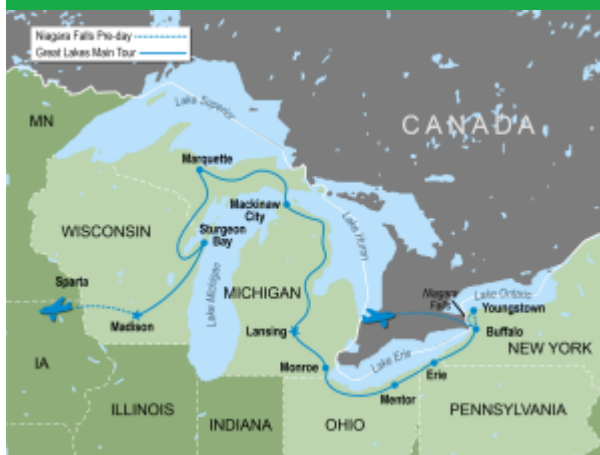 Niagara Falls Pre-day
Great Lakes Main Tour
MN
Lake Superior
CANADA
Marquette
Mackinaw
City
Lake Huron
WISCONSIN
Sturgeon
Bay
Sparta
Lake Michigan
MICHIGAN
Niagara
Falls
Lake Ontario
Youngstown
Madison
Lansing
Buffalo
NEW YORK
Lake Erie
IA
Monroe
Erie
Mentor
ILLINOIS
INDIANA
OHIO
PENNSYLVANIA